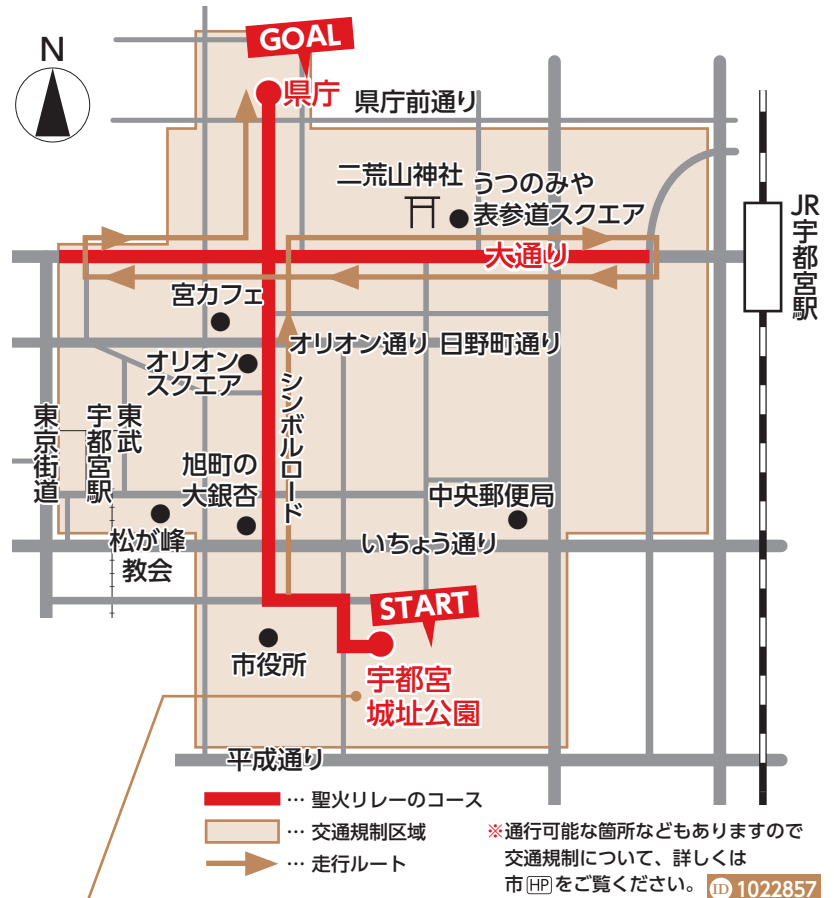 GOAL
N
県庁
県庁前通り
二荒山神社
うつのみや
表参道スクエア
JR宇都宮駅
大通り
宮カフェ
オリオン通り
日野町通り
オリオン
スクエア
シンボルロード
東京街道
東武
宇都宮駅
旭町の
大銀杏
中央郵便局
松が峰
教会
いちょう通り
START
市役所
宇都宮
城址公園
平成通り
… 聖火リレーのコース
… 交通規制区域
… 走行ルート
※通行可能な箇所などもありますので
交通規制について、詳しくは
市HPをご覧ください。
ID 1022857